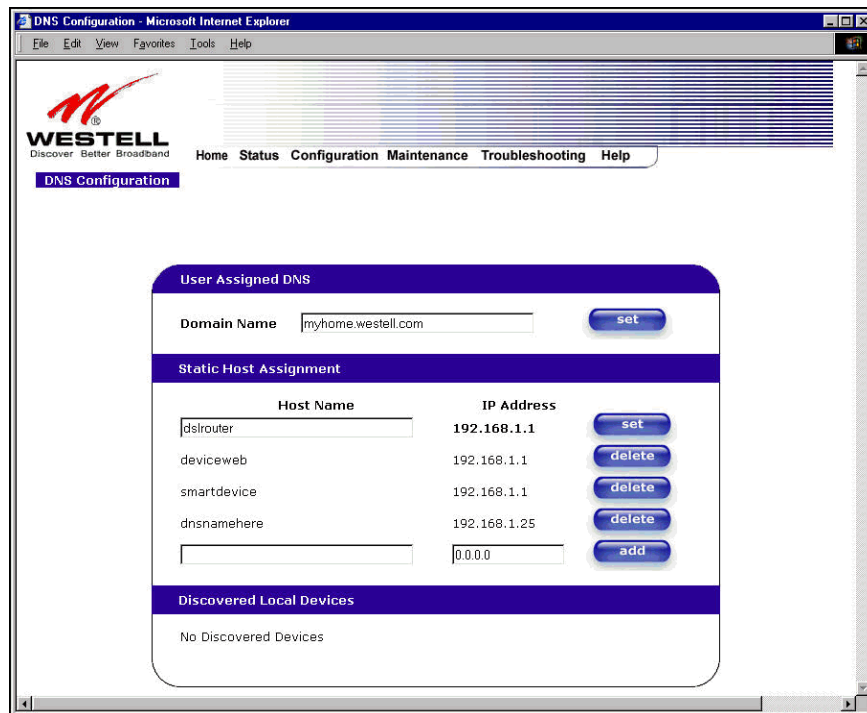 DNS Configuration - Microsoft Internet Explorer
File Edit View Favorites Tools Help
®
WESTELL
Discover Better Broadband
Home Status Configuration Maintenance Troubleshooting Help
DNS Configuration
User Assigned DNS
Domain Name myhome.westell.com set
Static Host Assignment
Host Name IP Address
dslrouter 192.168.1.1 set
deviceweb 192.168.1.1 delete
smartdevice 192.168.1.1 delete
dnsnamehere 192.168.1.25 delete
0.0.0.0 add
Discovered Local Devices
No Discovered Devices